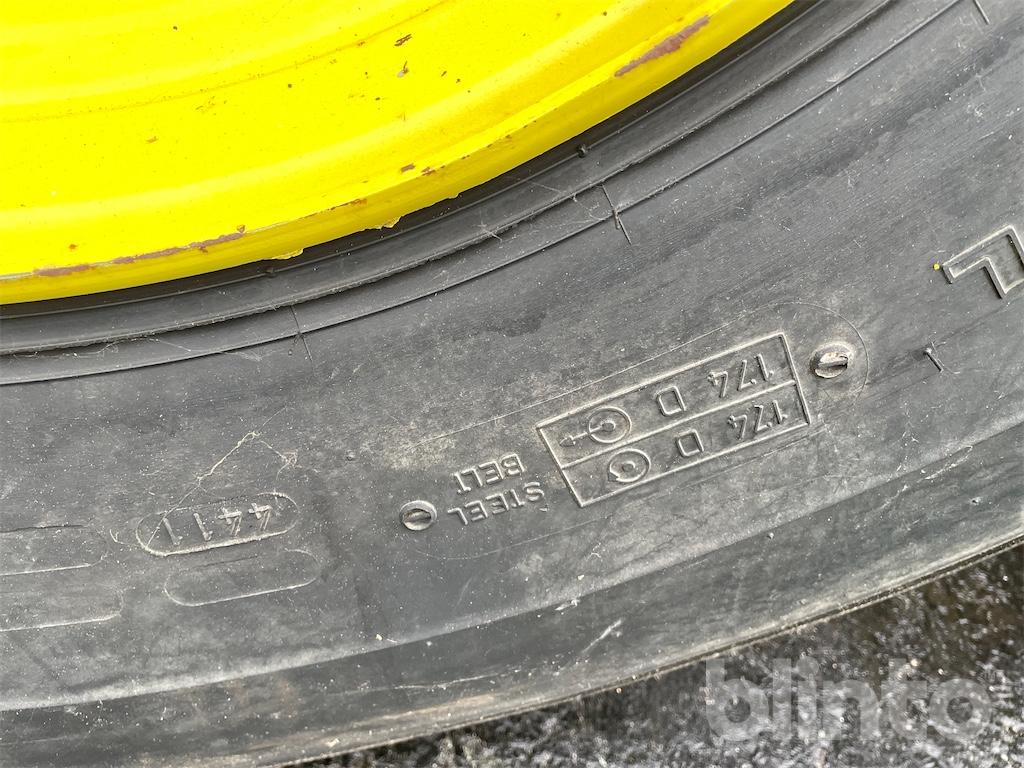 174 D
174 D
STEEL
BELT
4411
blinto